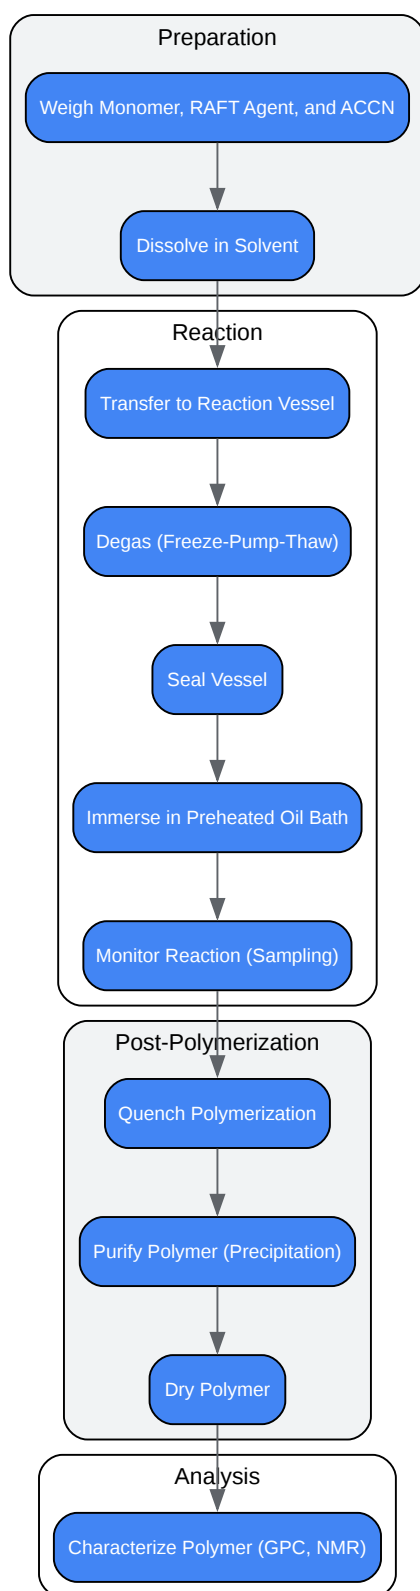 Preparation
Weigh Monomer, RAFT Agent, and ACCN
Dissolve in Solvent
Reaction
Transfer to Reaction Vessel
Degas (Freeze-Pump-Thaw)
Seal Vessel
Immerse in Preheated Oil Bath
Monitor Reaction (Sampling)
Post-Polymerization
Quench Polymerization
Purify Polymer (Precipitation)
Dry Polymer
Analysis
Characterize Polymer (GPC, NMR)